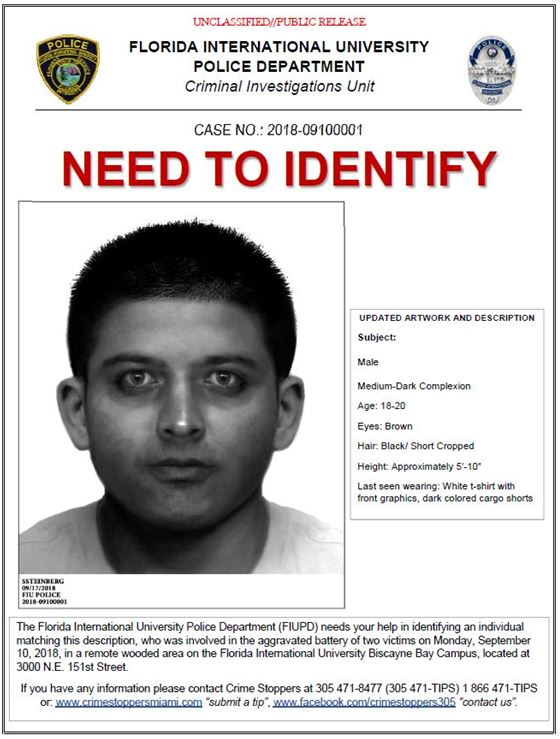 UNCLASSIFIED//PUBLIC RELEASE
POLICE
FLORIDA INTERNATIONAL UNIVERSITY
POLICE DEPARTMENT
Criminal Investigations Unit
POLICE
CASE NO.: 2018-09100001
NEED TO IDENTIFY
UPDATED ARTWORK AND DESCRIPTION
Subject:
Male
Medium-Dark Complexion
Age: 18-20
Eyes: Brown
Hair: Black/ Short Cropped
Height: Approximately 5'-10"
Last seen wearing: White t-shirt with
front graphics, dark colored cargo shorts
SSTEINBERG
09/17/2018
FIU POLICE
2018-09100001
The Florida International University Police Department (FIUPD) needs your help in identifying an individual
matching this description, who was involved in the aggravated battery of two victims on Monday, September
10, 2018, in a remote wooded area on the Florida International University Biscayne Bay Campus, located at
3000 N.E. 151st Street.
If you have any information please contact Crime Stoppers at 305 471-8477 (305 471-TIPS) 1 866 471-TIPS
or: www.crimestoppersmiami.com "submit a tip", www.facebook.com/crimestoppers305 "contact us".